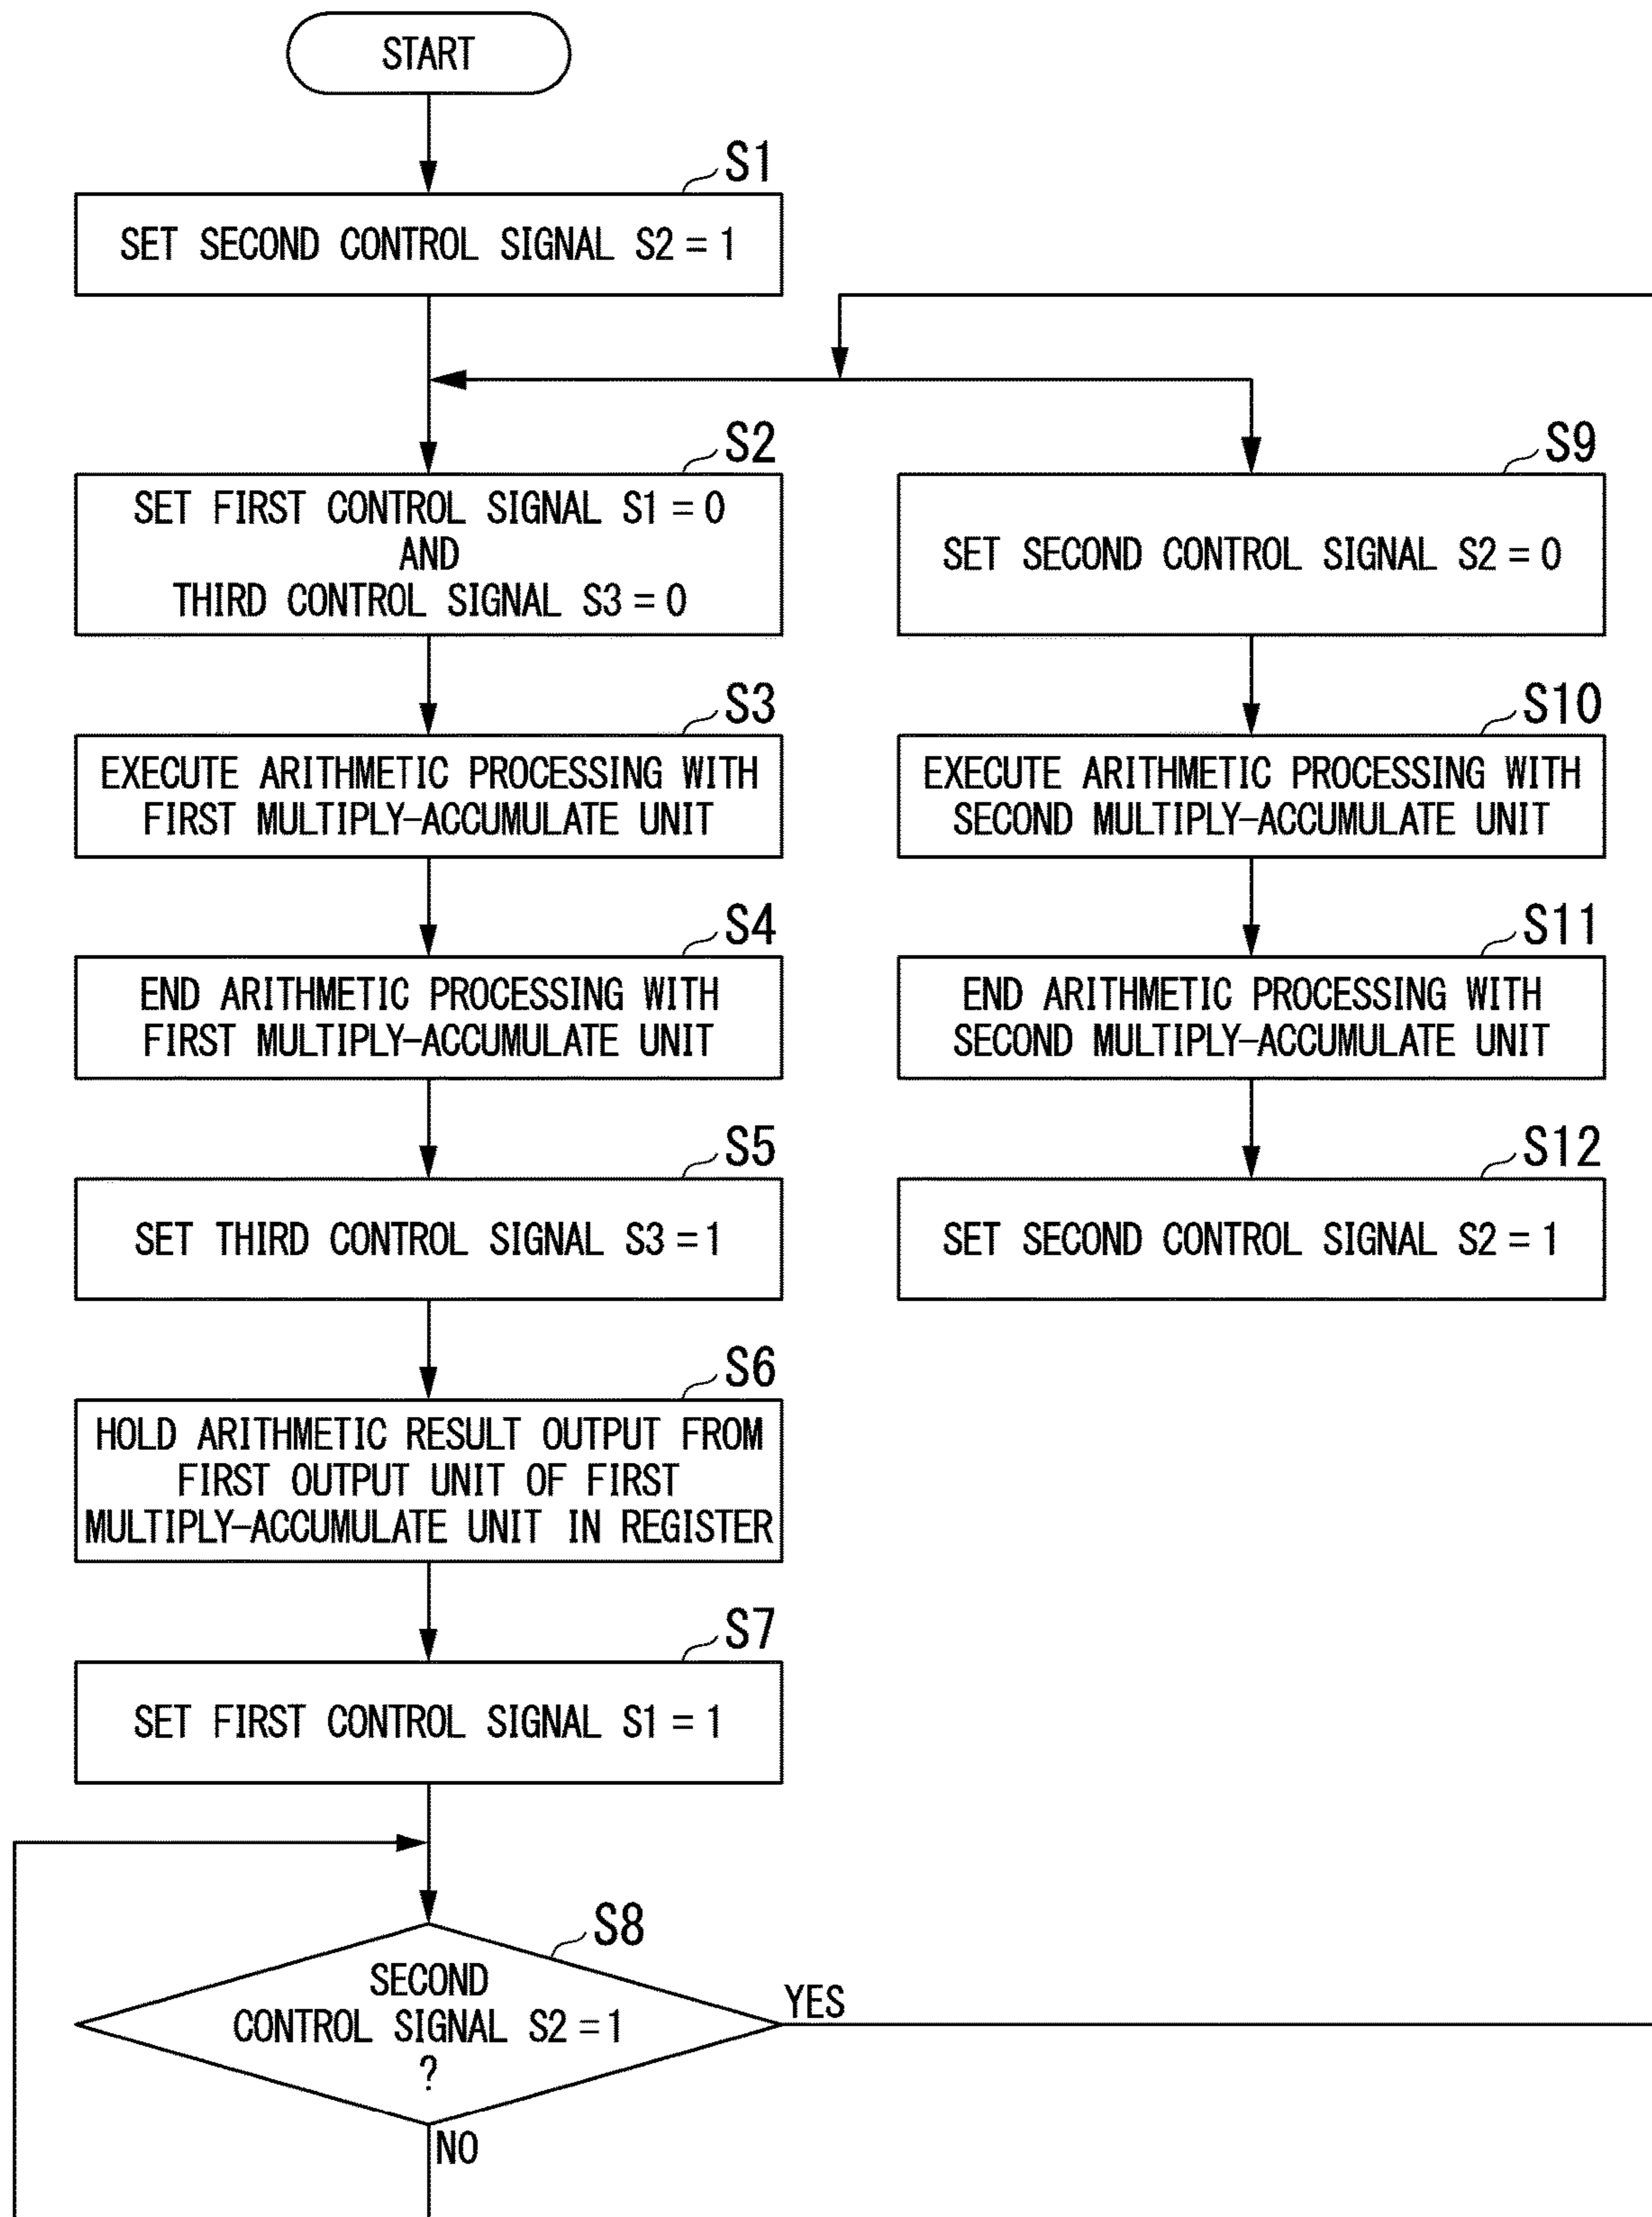 START
S1
SET SECOND CONTROL SIGNAL S2 = 1
S2
SET FIRST CONTROL SIGNAL S1 = 0
AND
THIRD CONTROL SIGNAL S3 = 0
S3
EXECUTE ARITHMETIC PROCESSING WITH
FIRST MULTIPLY-ACCUMULATE UNIT
S4
END ARITHMETIC PROCESSING WITH
FIRST MULTIPLY-ACCUMULATE UNIT
S5
SET THIRD CONTROL SIGNAL S3 = 1
S6
HOLD ARITHMETIC RESULT OUTPUT FROM
FIRST OUTPUT UNIT OF FIRST
MULTIPLY-ACCUMULATE UNIT IN REGISTER
S7
SET FIRST CONTROL SIGNAL S1 = 1
S8
SECOND
CONTROL SIGNAL S2 = 1
?
YES
NO
S9
SET SECOND CONTROL SIGNAL S2 = 0
S10
EXECUTE ARITHMETIC PROCESSING WITH
SECOND MULTIPLY-ACCUMULATE UNIT
S11
END ARITHMETIC PROCESSING WITH
SECOND MULTIPLY-ACCUMULATE UNIT
S12
SET SECOND CONTROL SIGNAL S2 = 1